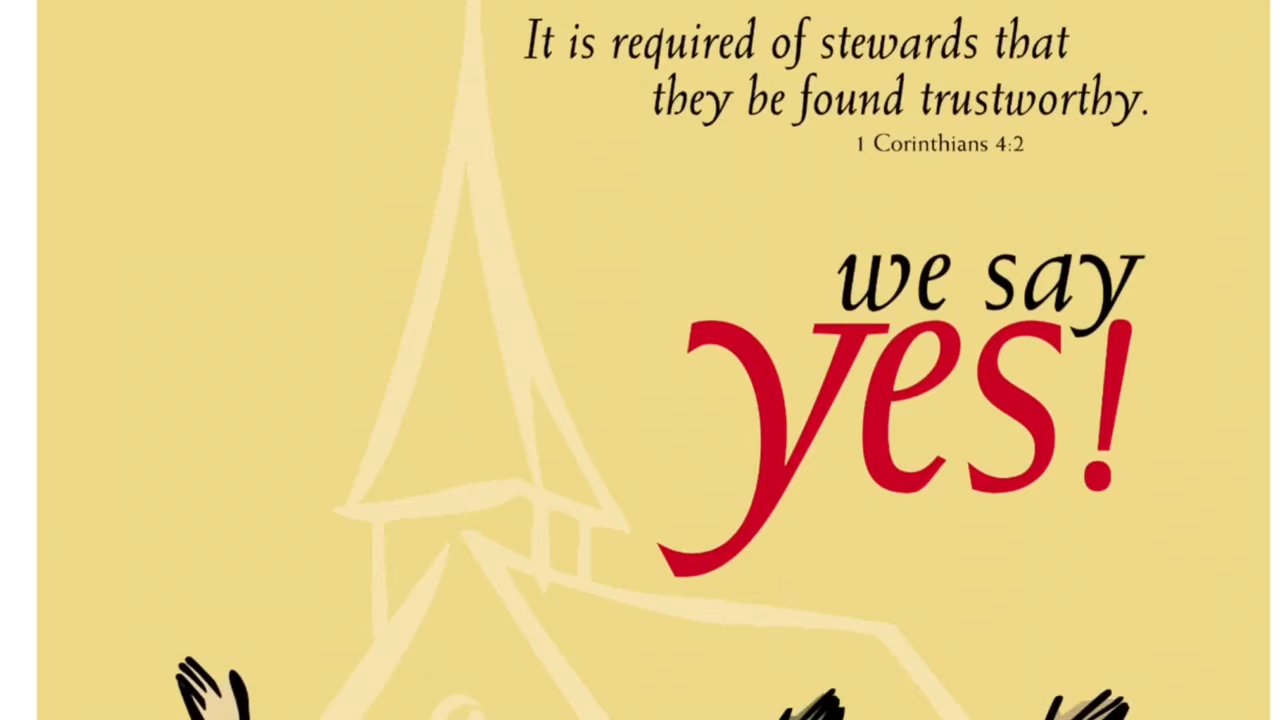 It is required of stewards that
they be found trustworthy.
1 Corinthians 4:2
we say
yes!